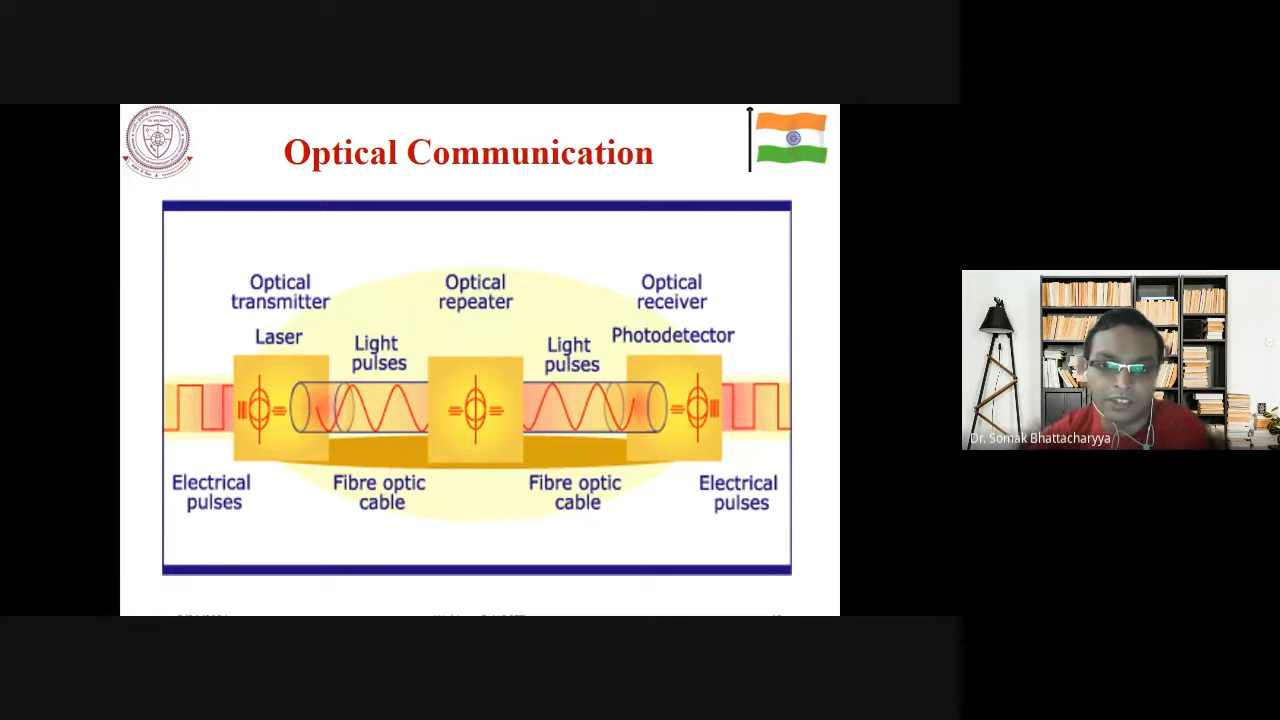 Optical Communication
Optical
transmitter
Optical
repeater
Optical
receiver
Laser
Light
pulses
Light
pulses
Photodetector
Electrical
pulses
Fibre optic
cable
Fibre optic
cable
Electrical
pulses
Dr. Somak Bhattacharyya